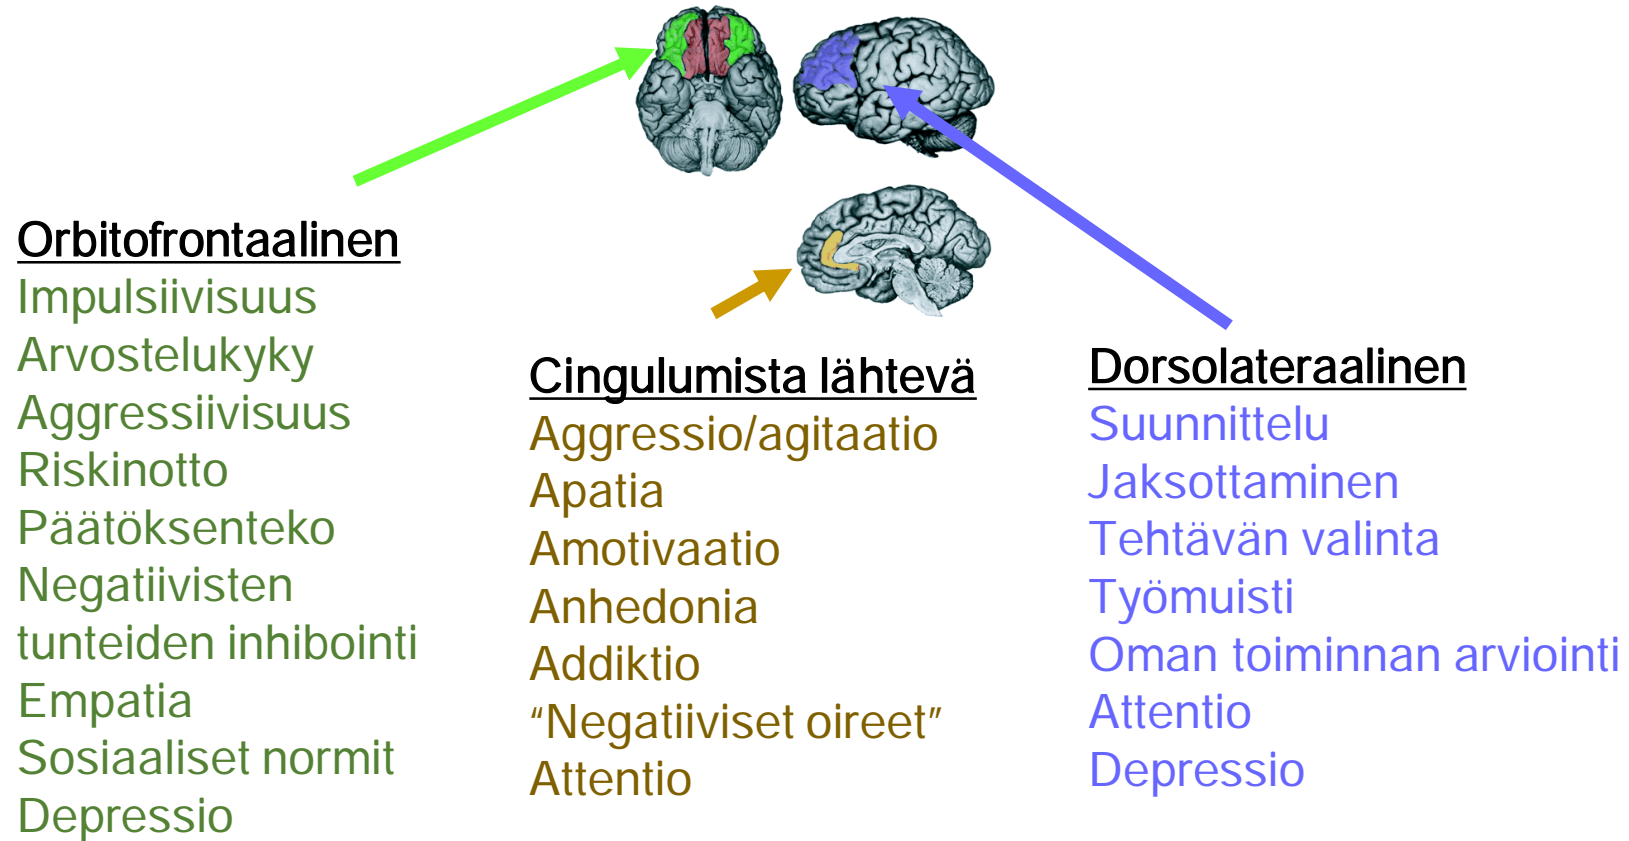 Orbitofrontaalinen
Impulsiivisuus
Arvostelukyky
Aggressiivisuus
Riskinotto
Päätöksenteko
Negatiivisten
tunteiden inhibointi
Empatia
Sosiaaliset normit
Depressio
Cingulumista lähtevä
Aggressio/agitaatio
Apatia
Amotivaatio
Anhedonia
Addiktio
“Negatiiviset oireet”
Attentio
Dorsolateraalinen
Suunnittelu
Jaksottaminen
Tehtävän valinta
Työmuisti
Oman toiminnan arviointi
Attentio
Depressio